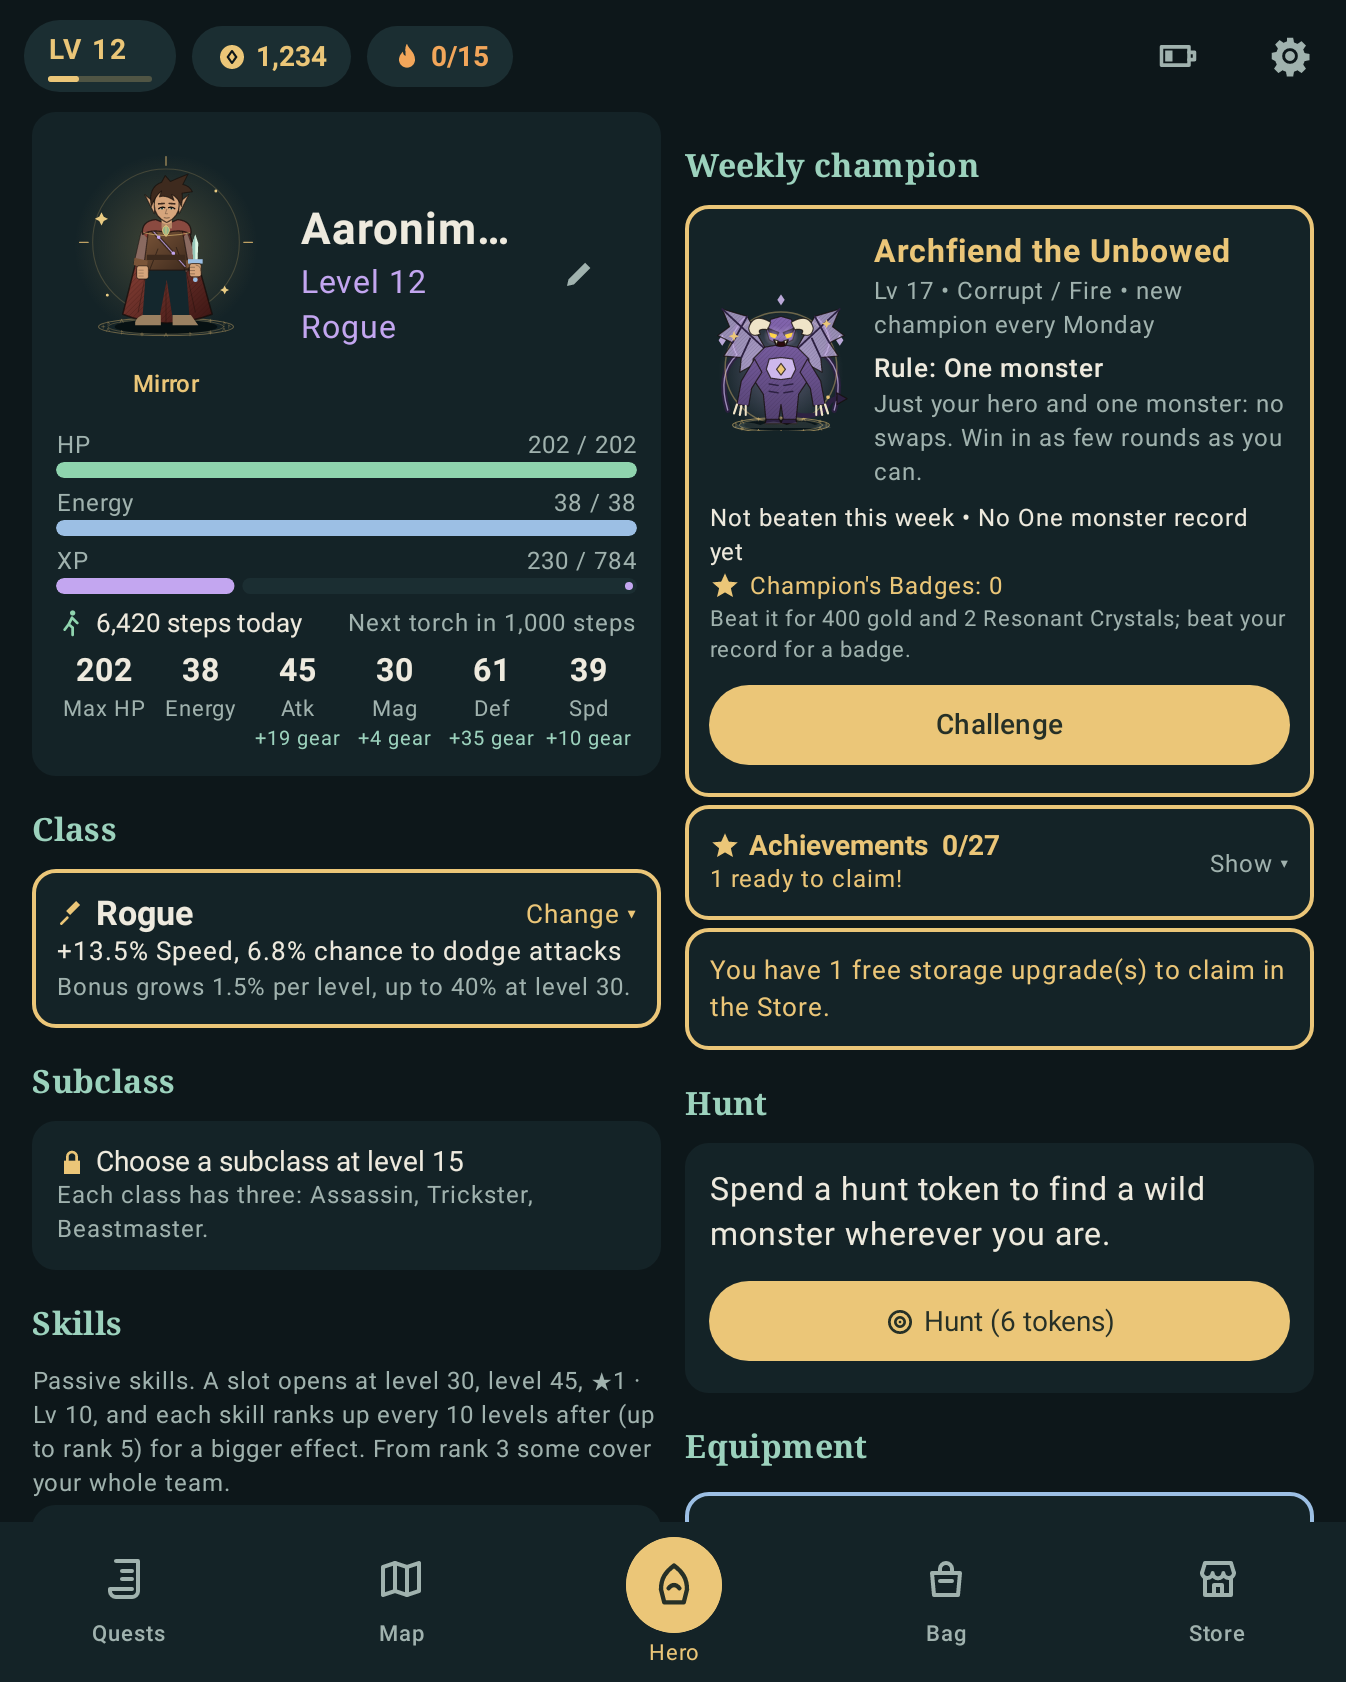 LV 12
1,234
0/15
Aaronim...
Level 12
Rogue
Mirror
HP 202 / 202
Energy 38 / 38
XP 230 / 784
6,420 steps today Next torch in 1,000 steps
202 38 45 30 61 39
Max HP Energy Atk Mag Def Spd
+19 gear +4 gear +35 gear +10 gear
Class
Rogue Change ▾
+13.5% Speed, 6.8% chance to dodge attacks
Bonus grows 1.5% per level, up to 40% at level 30.
Subclass
Choose a subclass at level 15
Each class has three: Assassin, Trickster,
Beastmaster.
Skills
Passive skills. A slot opens at level 30, level 45, ★1 ·
Lv 10, and each skill ranks up every 10 levels after (up
to rank 5) for a bigger effect. From rank 3 some cover
your whole team.
Weekly champion
Archfiend the Unbowed
Lv 17 • Corrupt / Fire • new
champion every Monday
Rule: One monster
Just your hero and one monster: no
swaps. Win in as few rounds as you
can.
Not beaten this week • No One monster record
yet
Champion's Badges: 0
Beat it for 400 gold and 2 Resonant Crystals; beat your
record for a badge.
Challenge
Achievements 0/27
1 ready to claim!
Show ▾
You have 1 free storage upgrade(s) to claim in
the Store.
Hunt
Spend a hunt token to find a wild
monster wherever you are.
Hunt (6 tokens)
Equipment
Quests
Map
Hero
Bag
Store